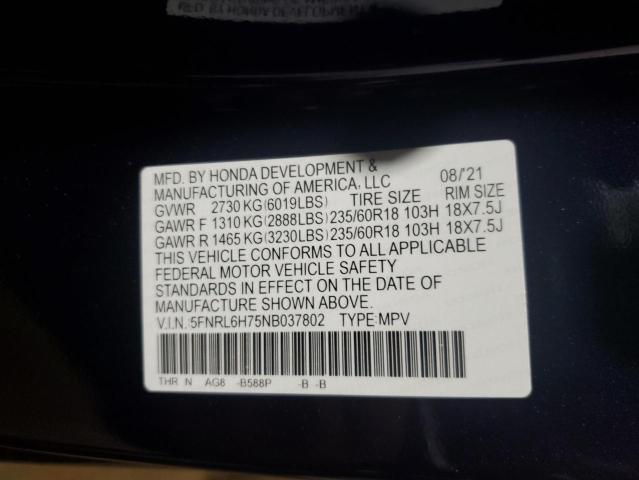 MFD. BY HONDA DEVELOPMENT &
MANUFACTURING OF AMERICA, LLC 08/'21
GVWR 2730 KG(6019LBS) TIRE SIZE RIM SIZE
GAWR F 1310 KG(2888LBS)235/60R18 103H 18X7.5J
GAWR R 1465 KG(3230LBS)235/60R18 103H 18X7.5J
THIS VEHICLE CONFORMS TO ALL APPLICABLE
FEDERAL MOTOR VEHICLE SAFETY
STANDARDS IN EFFECT ON THE DATE OF
MANUFACTURE SHOWN ABOVE.
V.I.N.:5FNRL6H75NB037802 TYPE:MPV
THR N AG8 -B588P -B -B